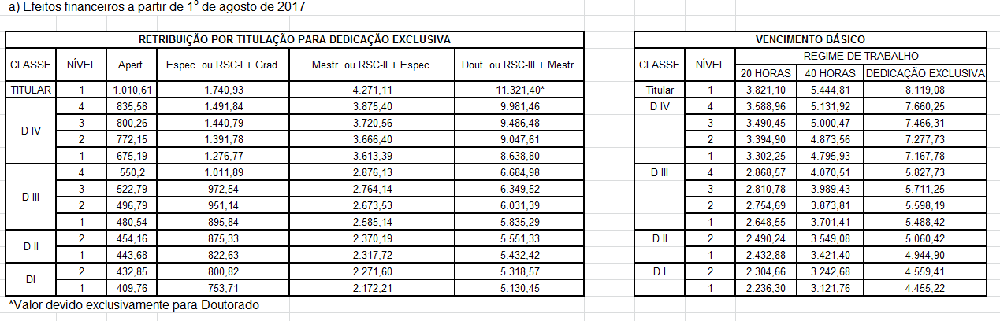 a) Efeitos financeiros a partir de 1º de agosto de 2017
RETRIBUIÇÃO POR TITULAÇÃO PARA DEDICAÇÃO EXCLUSIVA
CLASSE NÍVEL Aperf. Espec. ou RSC-I + Grad. Mestr. ou RSC-II + Espec. Dout. ou RSC-III + Mestr.
TITULAR 1 1.010,61 1.740,93 4.271,11 11.321,40*
D IV 4 835,58 1.491,84 3.875,40 9.981,46
3 800,26 1.440,79 3.720,56 9.486,48
2 772,15 1.391,78 3.666,40 9.047,61
1 675,19 1.276,77 3.613,39 8.638,80
D III 4 550,2 1.011,89 2.876,13 6.684,98
3 522,79 972,54 2.764,14 6.349,52
2 496,79 951,14 2.673,53 6.031,39
1 480,54 895,84 2.585,14 5.835,29
D II 2 454,16 875,33 2.370,19 5.551,33
1 443,68 822,63 2.317,72 5.432,42
DI 2 432,85 800,82 2.271,60 5.318,57
1 409,76 753,71 2.172,21 5.130,45
*Valor devido exclusivamente para Doutorado
VENCIMENTO BÁSICO
CLASSE NÍVEL REGIME DE TRABALHO
20 HORAS 40 HORAS DEDICAÇÃO EXCLUSIVA
Titular 1 3.821,10 5.444,81 8.119,08
D IV 4 3.588,96 5.131,92 7.660,25
3 3.490,45 5.000,47 7.466,31
2 3.394,90 4.873,56 7.277,73
1 3.302,25 4.795,93 7.167,78
D III 4 2.868,57 4.070,51 5.827,73
3 2.810,78 3.989,43 5.711,25
2 2.754,69 3.873,81 5.598,19
1 2.648,55 3.701,41 5.488,42
D II 2 2.490,24 3.549,08 5.060,42
1 2.432,88 3.421,40 4.944,90
D I 2 2.304,66 3.242,68 4.559,41
1 2.236,30 3.121,76 4.455,22